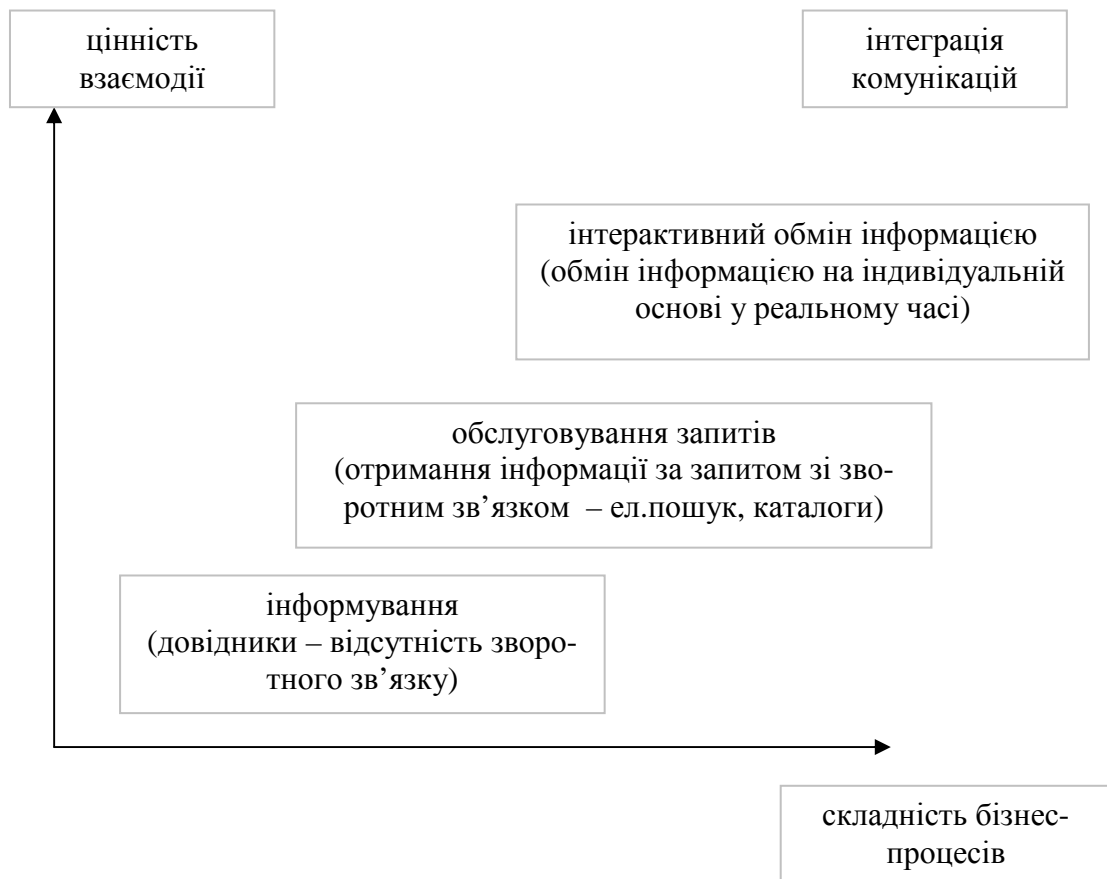 цінність
взаємодії
інтеграція
комунікацій
інтерактивний обмін інформацією
(обмін інформацією на індивідуальній
основі у реальному часі)
обслуговування запитів
(отримання інформації за запитом зі зво-
ротним зв’язком – ел.пошук, каталоги)
інформування
(довідники – відсутність зворо-
тного зв’язку)
складність бізнес-
процесів